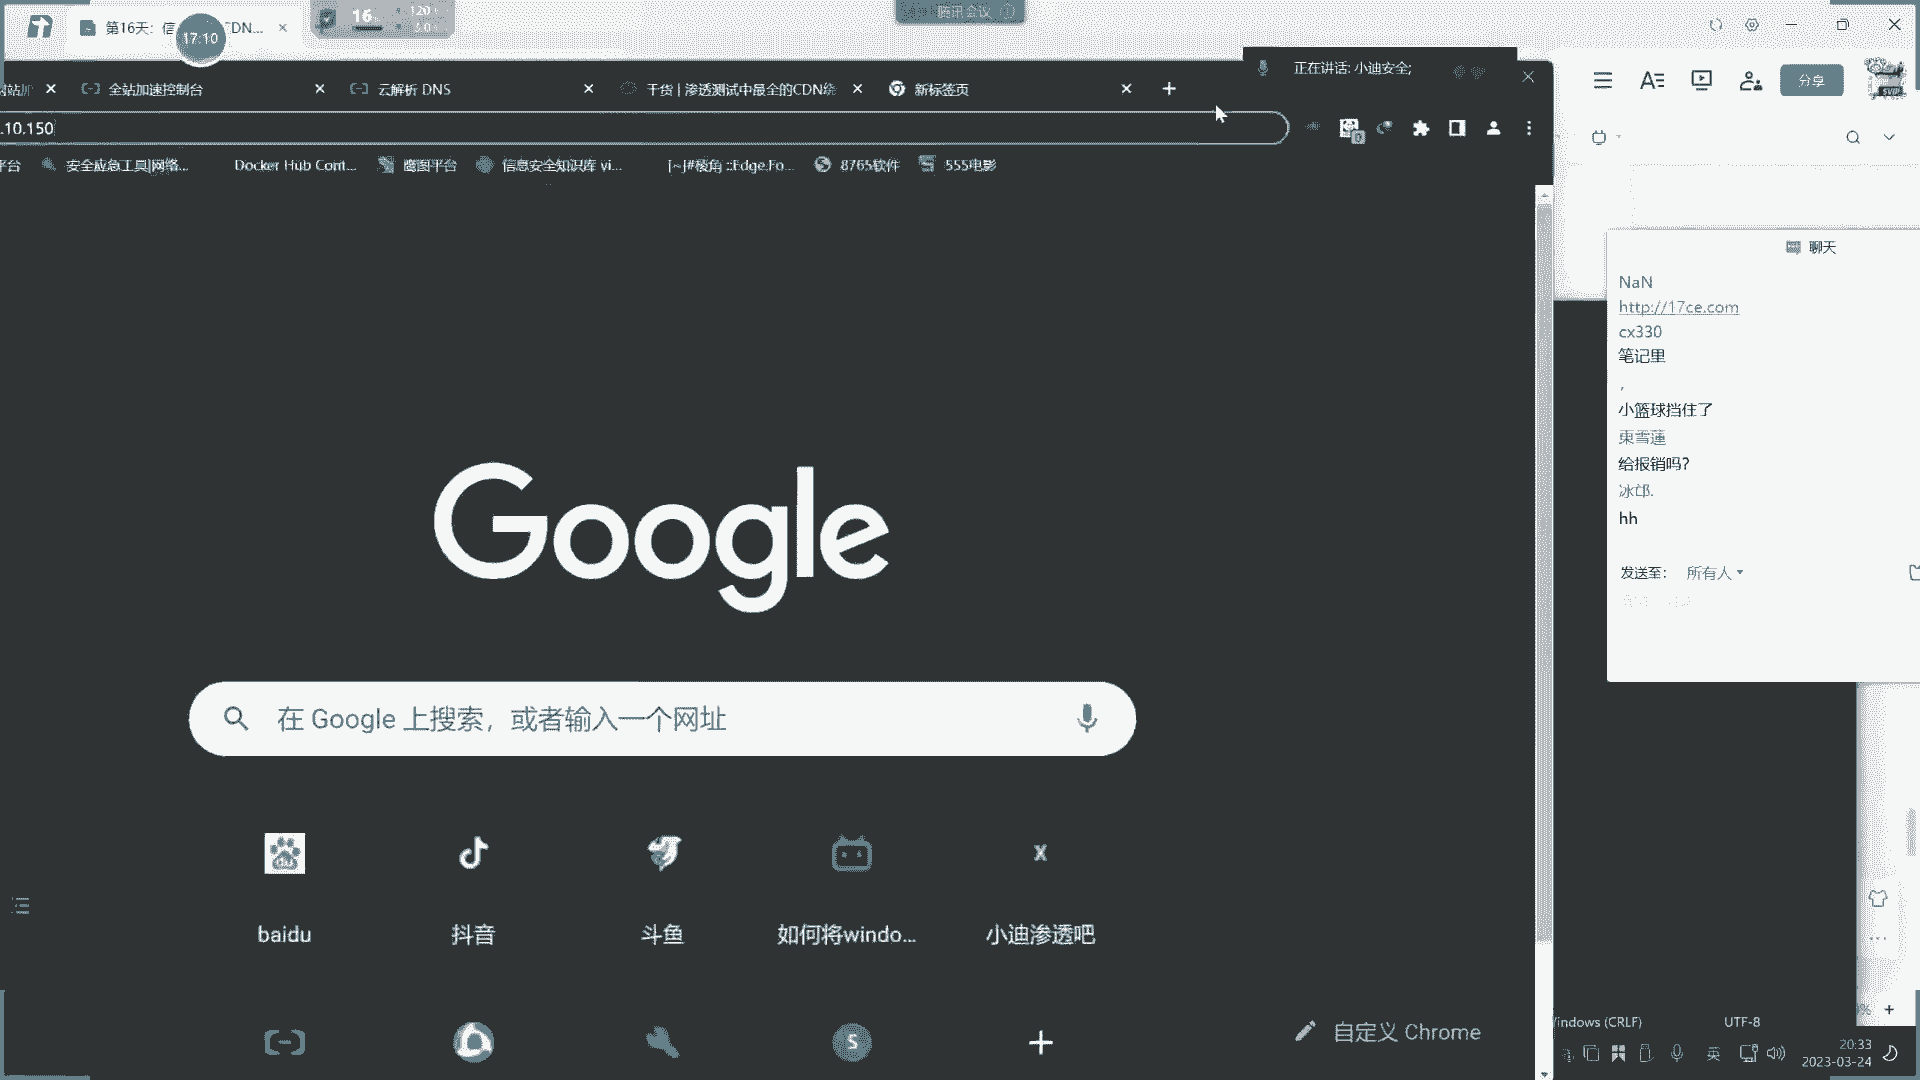 第16天：信
CDN...
17:10
16
120
腾讯会议
正在讲话: 小迪安全;
全站加速控制台
云解析 DNS
干货 | 渗透测试中最全的CDN绕
新标签页
分享
.10.150
平台
安全应急工具|网络...
Docker Hub Cont...
鹰图平台
信息安全知识库 vi...
[~]#棱角 ::Edge.Fo...
8765软件
555电影
聊天
NaN
http://17ce.com
cx330
笔记里
,
小篮球挡住了
東雪蓮
给报销吗?
冰邙.
hh
发送至:
所有人
Google
在 Google 上搜索，或者输入一个网址
baidu
抖音
斗鱼
如何将windo...
X
小迪渗透吧
S
自定义 Chrome
Windows (CRLF)
UTF-8
英
20:33
2023-03-24